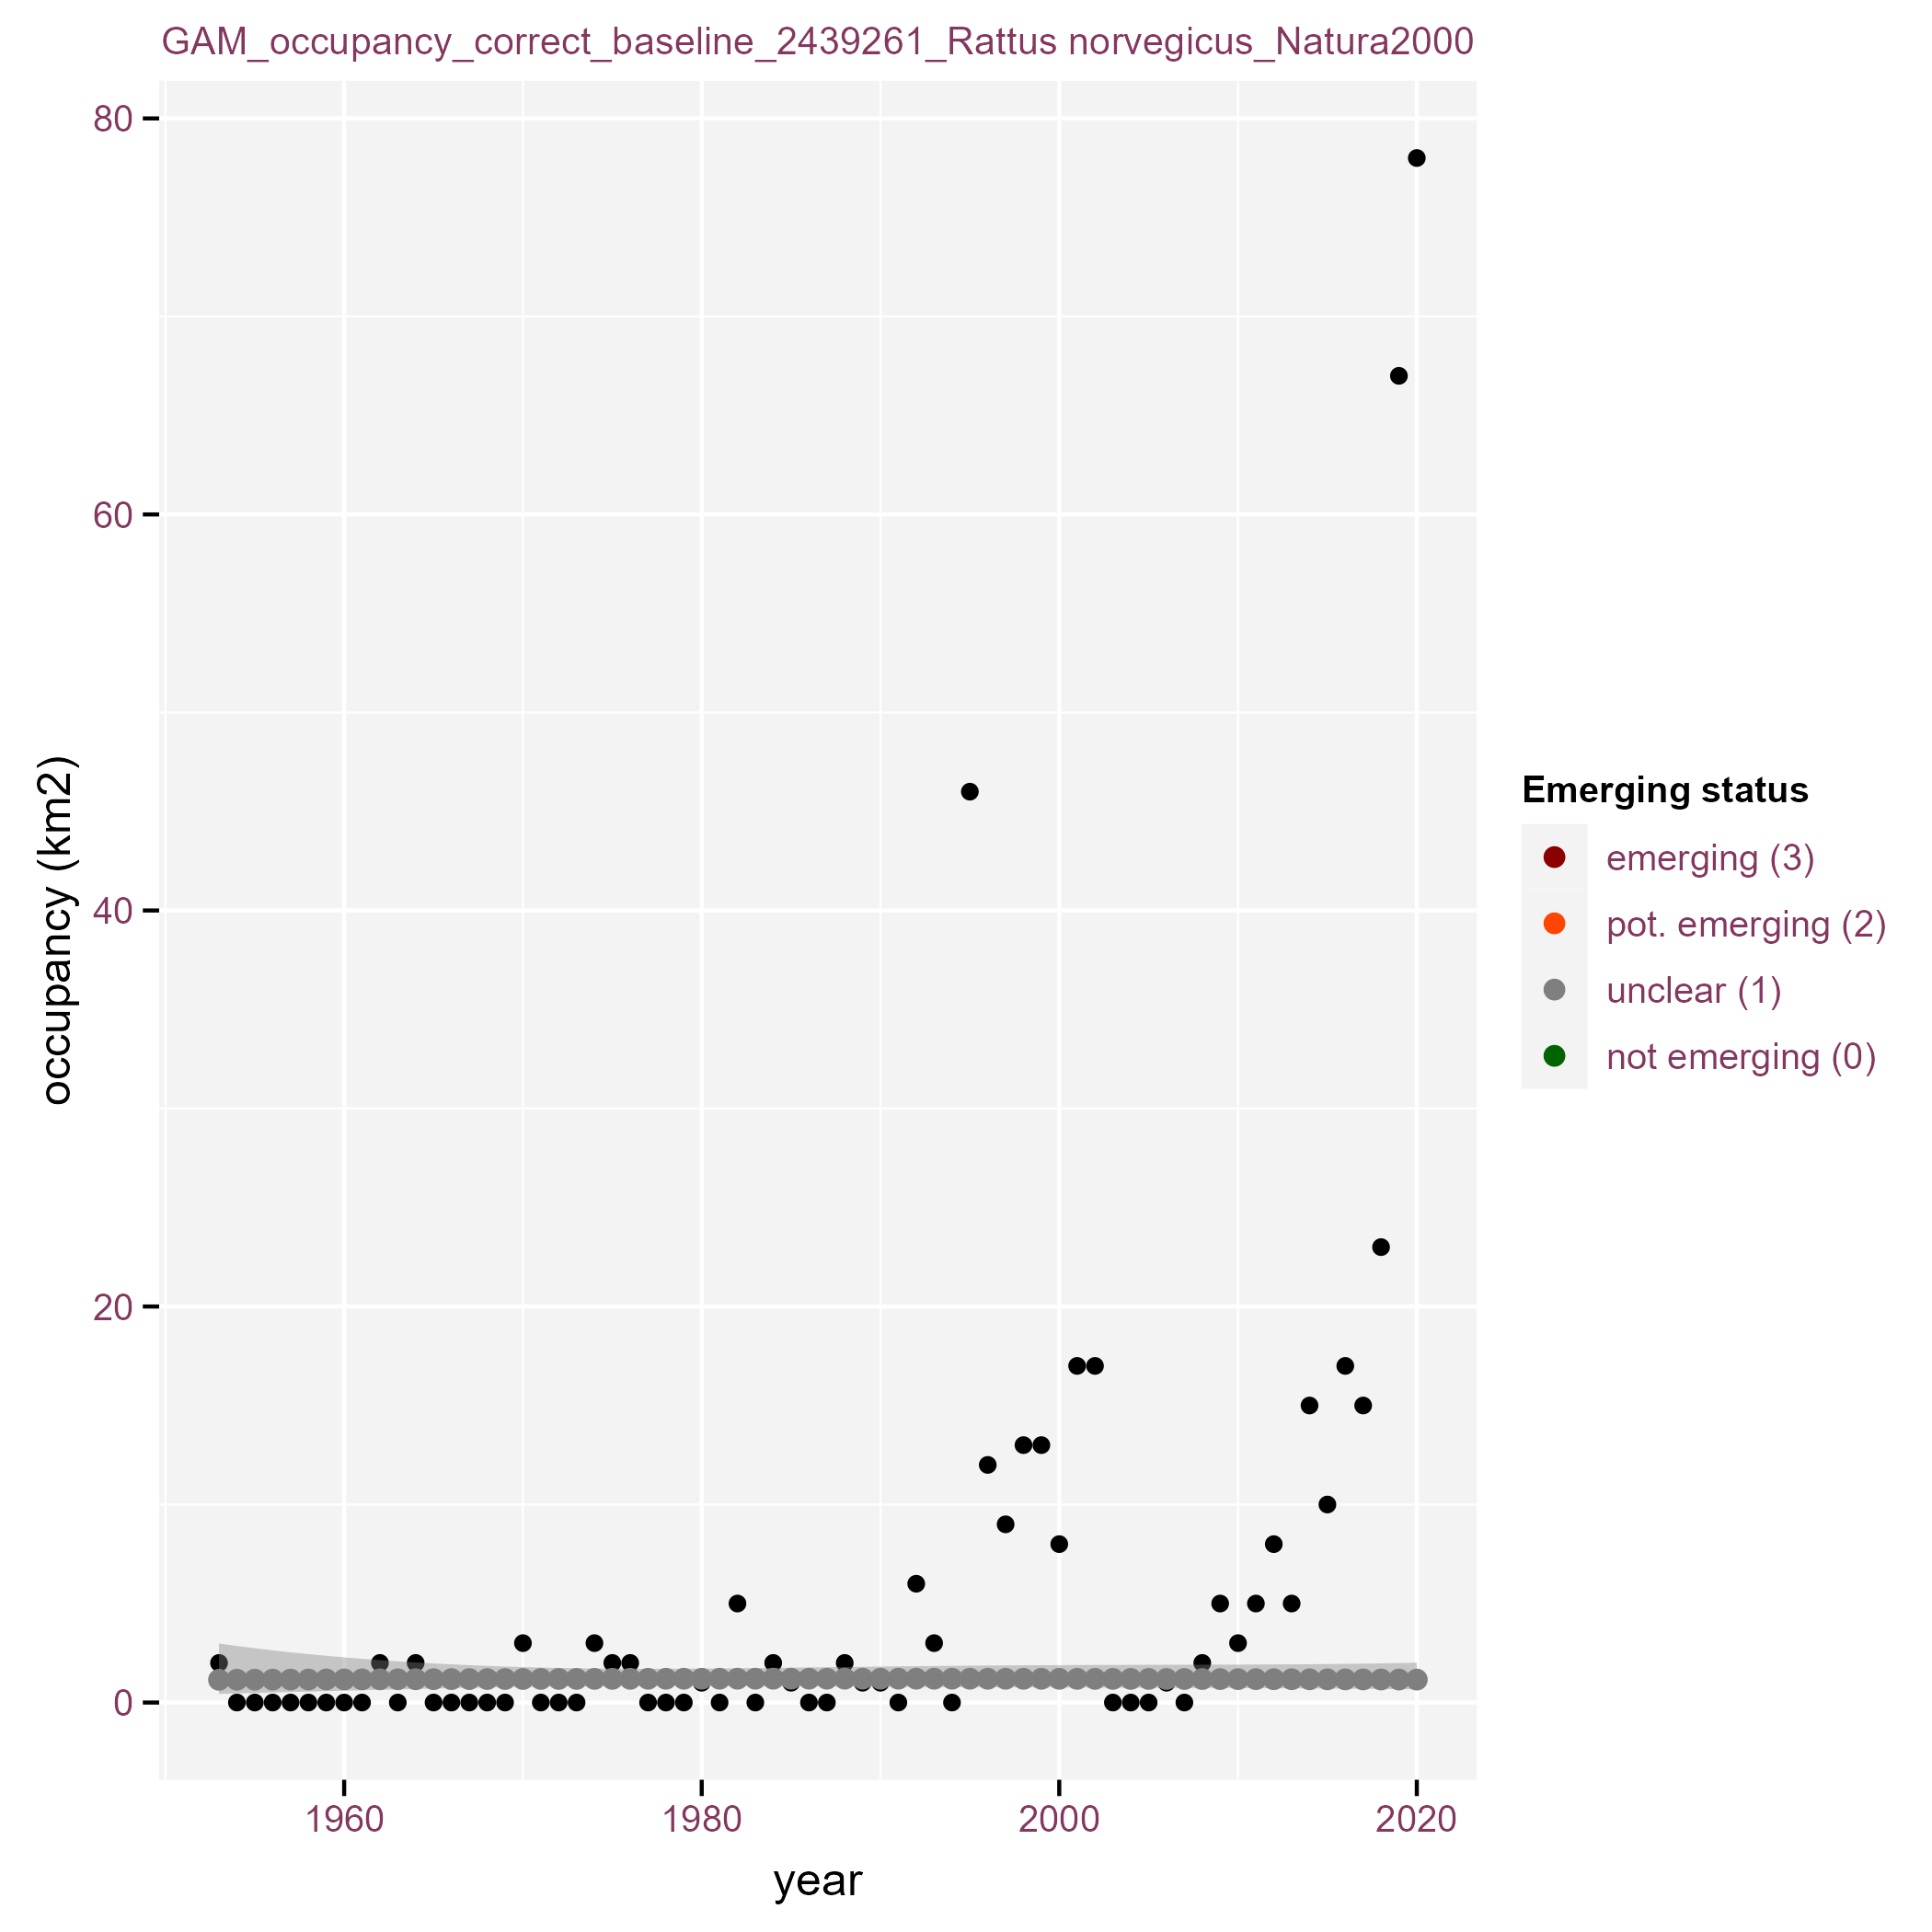 GAM_occupancy_correct_baseline_2439261_Rattus norvegicus_Natura2000
80
60
40
20
0
occupancy (km2)
1960
1980
2000
2020
year
Emerging status
emerging (3)
pot. emerging (2)
unclear (1)
not emerging (0)